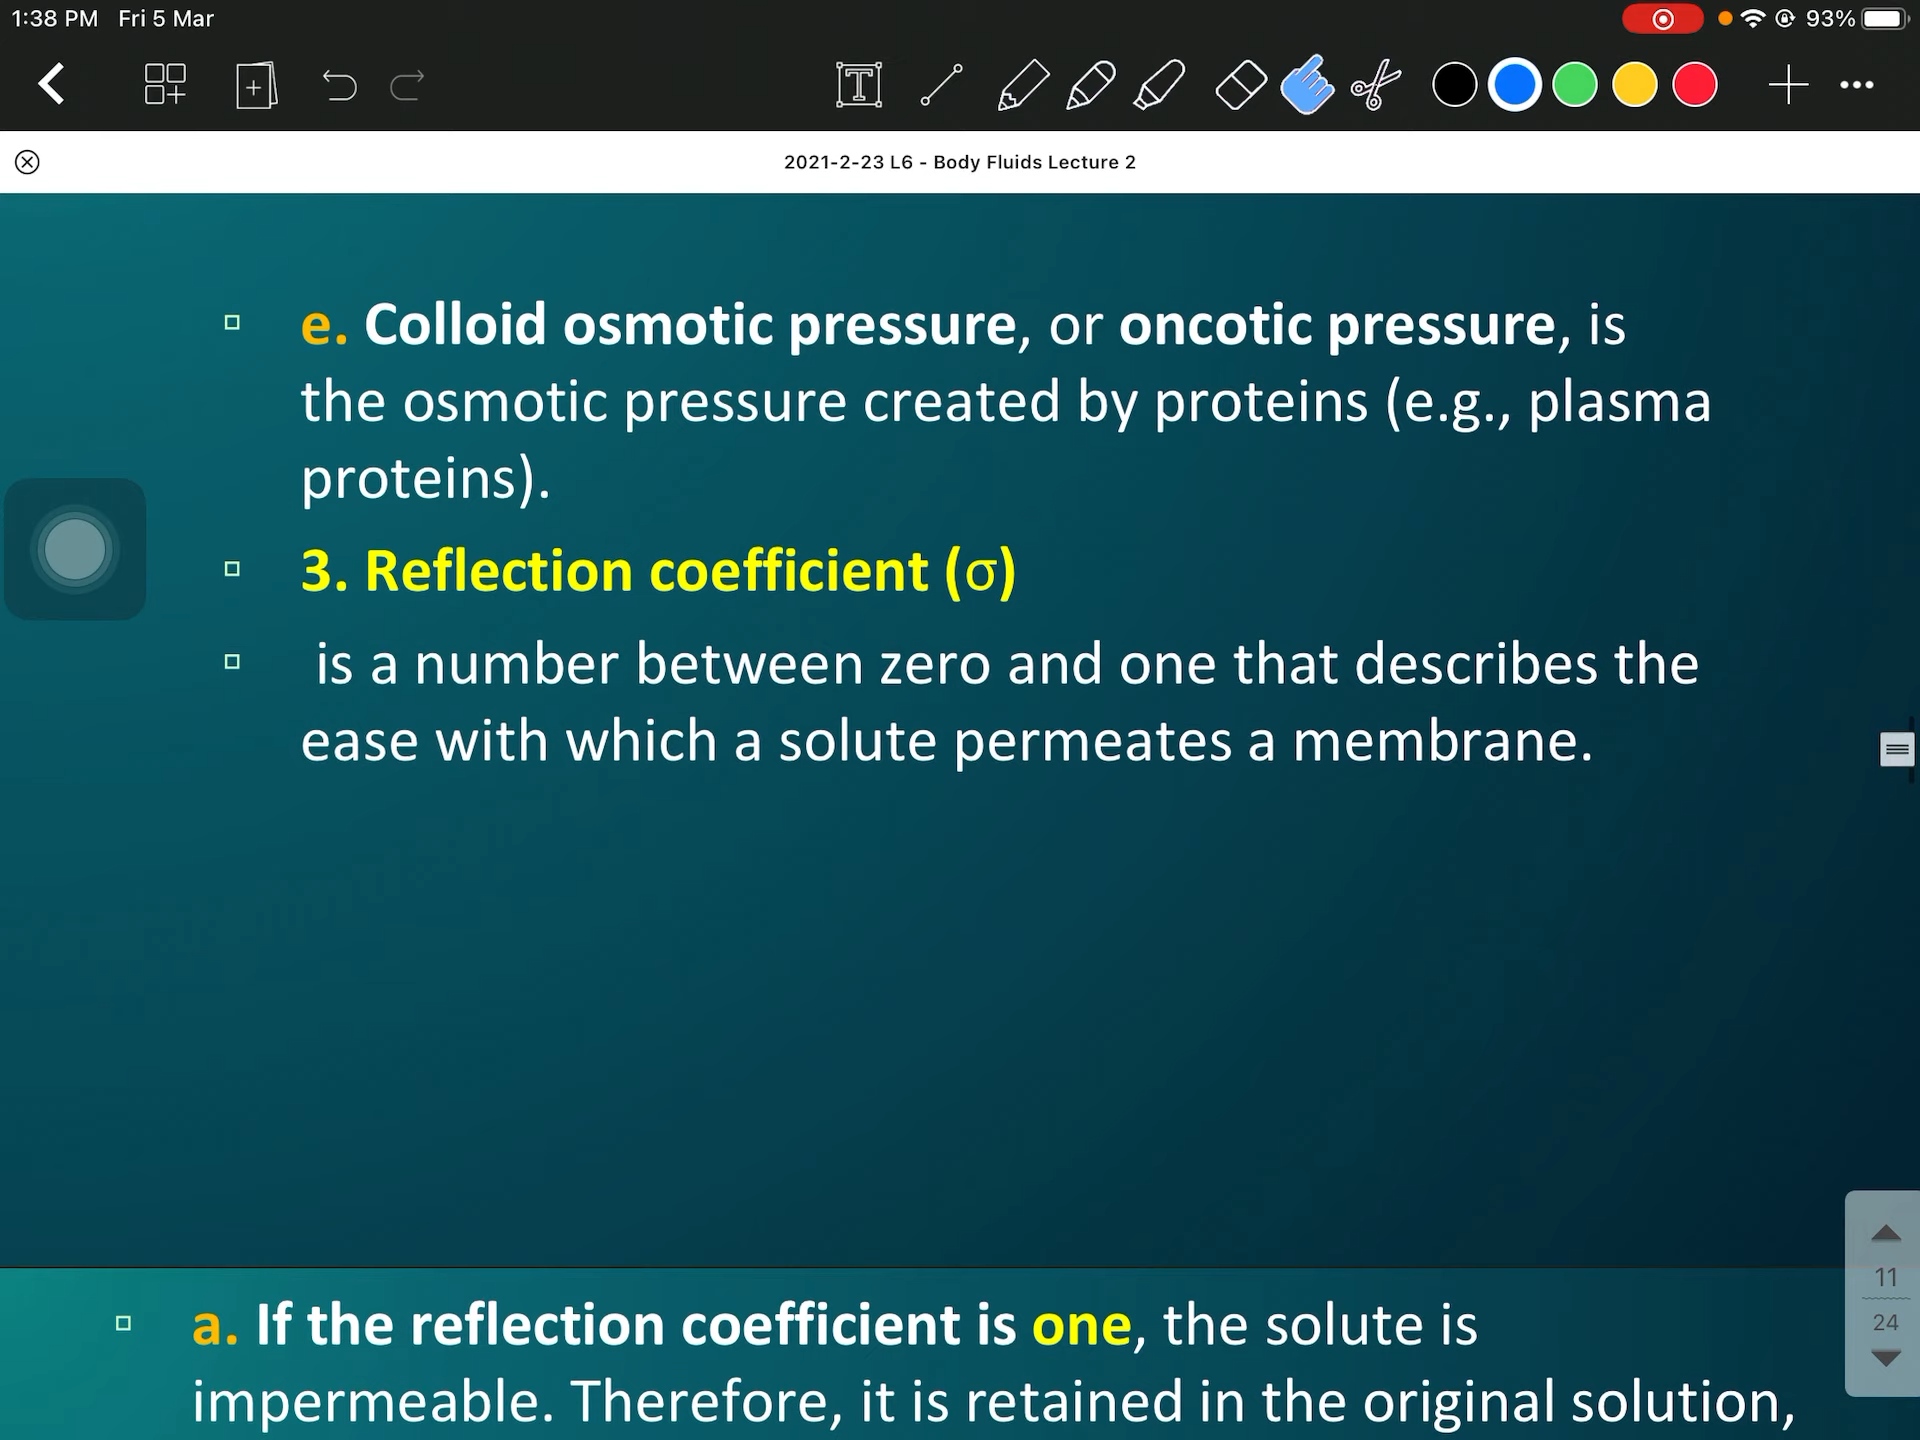 1:38 PM Fri 5 Mar
93%
T
2021-2-23 L6 - Body Fluids Lecture 2
e. Colloid osmotic pressure, or oncotic pressure, is
the osmotic pressure created by proteins (e.g., plasma
proteins).
3. Reflection coefficient (σ)
is a number between zero and one that describes the
ease with which a solute permeates a membrane.
11
24
a. If the reflection coefficient is one, the solute is
impermeable. Therefore, it is retained in the original solution,